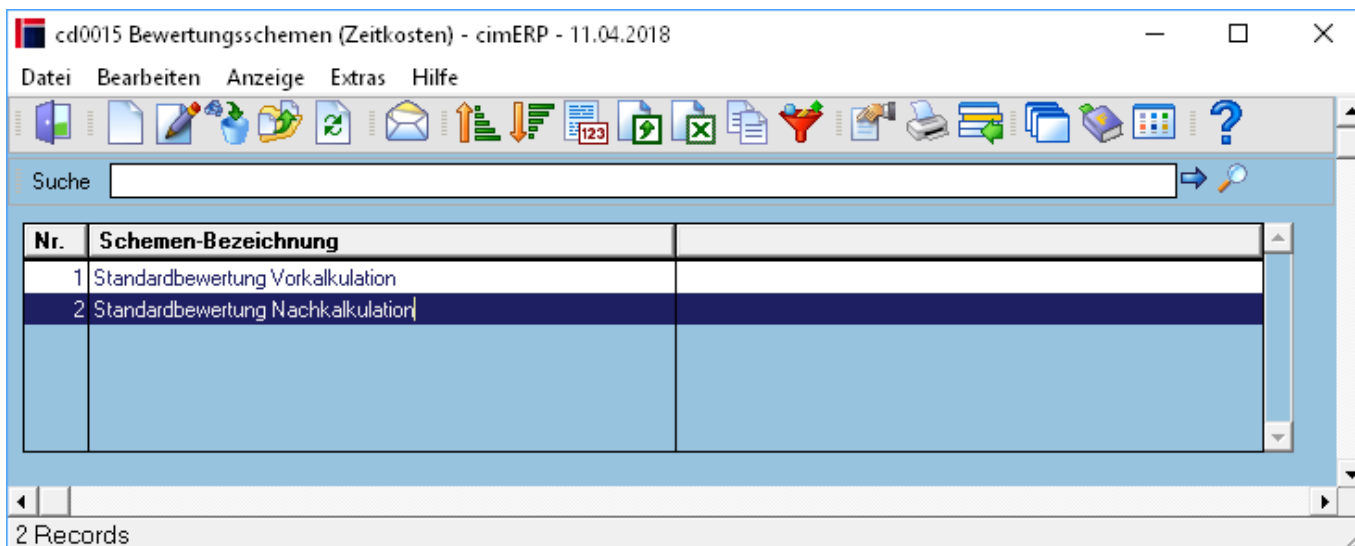 cd0015 Bewertungsschemen (Zeitkosten) - cimERP - 11.04.2018
Datei Bearbeiten Anzeige Extras Hilfe
123
Suche
Nr. Schemen-Bezeichnung
1 Standardbewertung Vorkalkulation
2 Standardbewertung Nachkalkulation
2 Records